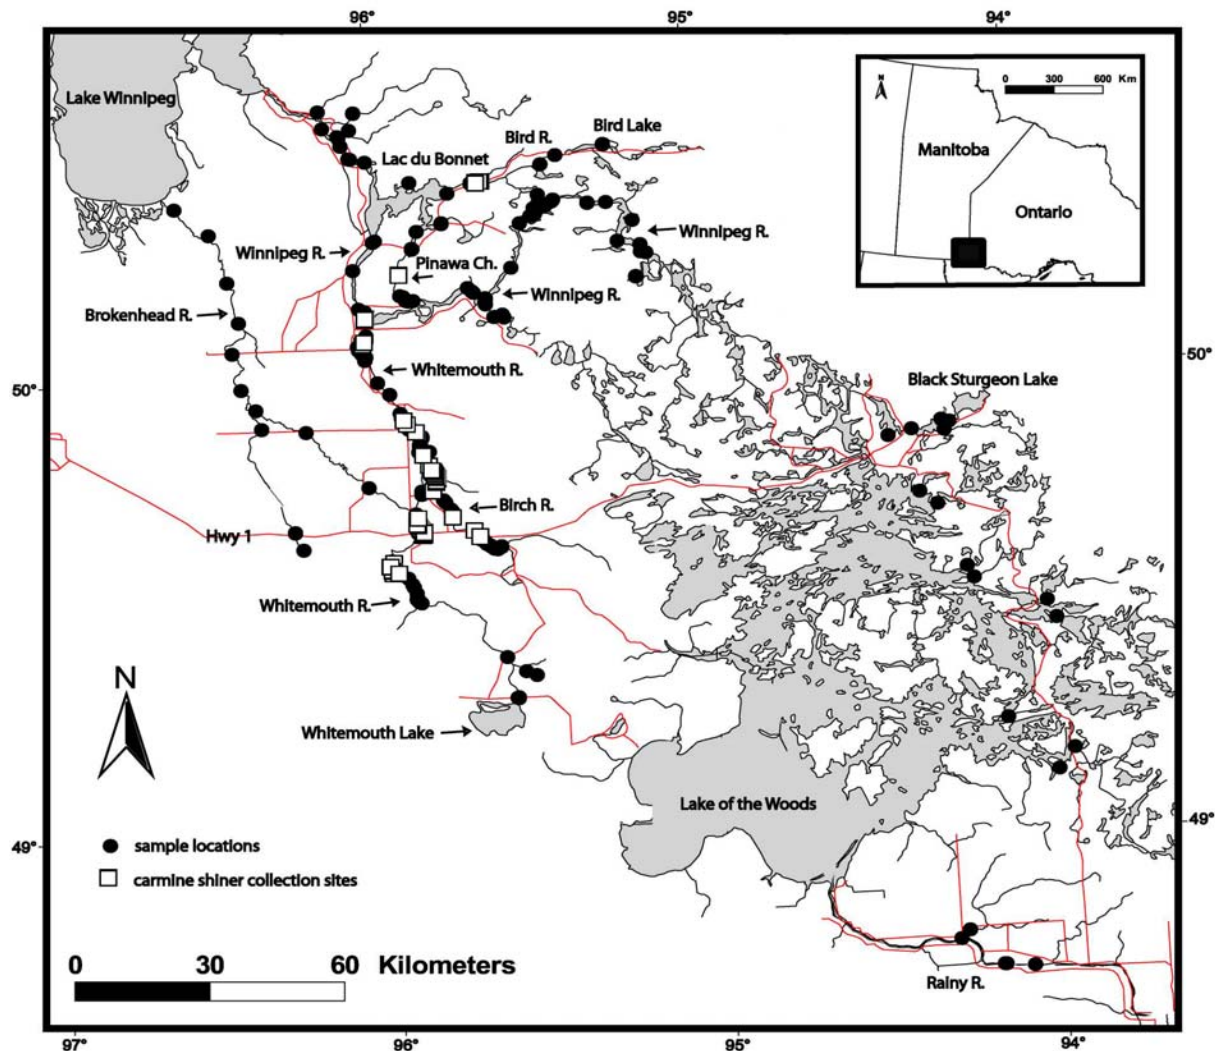 96°
95°
94°
Lake Winnipeg
N
0 300 600 Km
Manitoba
Ontario
Bird R.
Bird Lake
Lac du Bonnet
Winnipeg R.
Winnipeg R.
Pinawa Ch.
Winnipeg R.
Brokenhead R.
Whitemouth R.
50°
50°
Black Sturgeon Lake
Birch R.
Hwy 1
Whitemouth R.
N
Whitemouth Lake
Lake of the Woods
49°
49°
sample locations
carmine shiner collection sites
0 30 60 Kilometers
Rainy R.
97°
96°
95°
94°